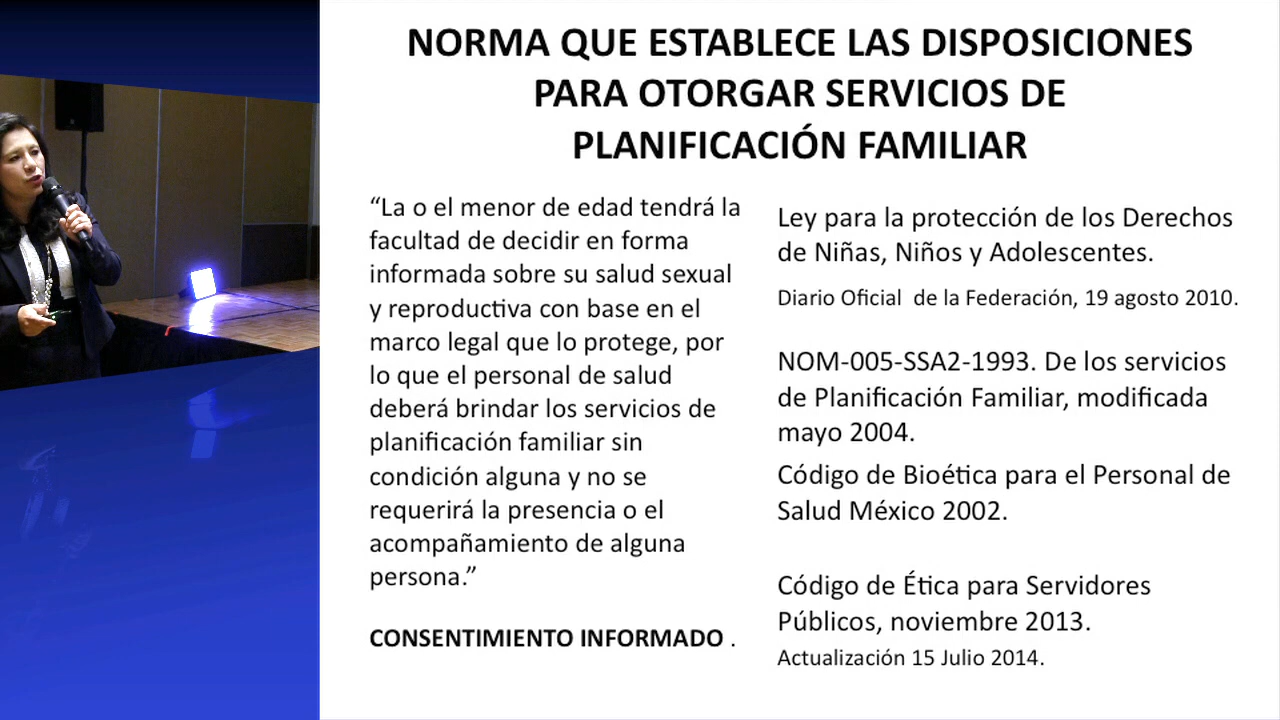 NORMA QUE ESTABLECE LAS DISPOSICIONES
PARA OTORGAR SERVICIOS DE
PLANIFICACIÓN FAMILIAR
“La o el menor de edad tendrá la
facultad de decidir en forma
informada sobre su salud sexual
y reproductiva con base en el
marco legal que lo protege, por
lo que el personal de salud
deberá brindar los servicios de
planificación familiar sin
condición alguna y no se
requerirá la presencia o el
acompañamiento de alguna
persona.”
CONSENTIMIENTO INFORMADO .
Ley para la protección de los Derechos
de Niñas, Niños y Adolescentes.
Diario Oficial  de la Federación, 19 agosto 2010.
NOM-005-SSA2-1993. De los servicios
de Planificación Familiar, modificada
mayo 2004.
Código de Bioética para el Personal de
Salud México 2002.
Código de Ética para Servidores
Públicos, noviembre 2013.
Actualización 15 Julio 2014.